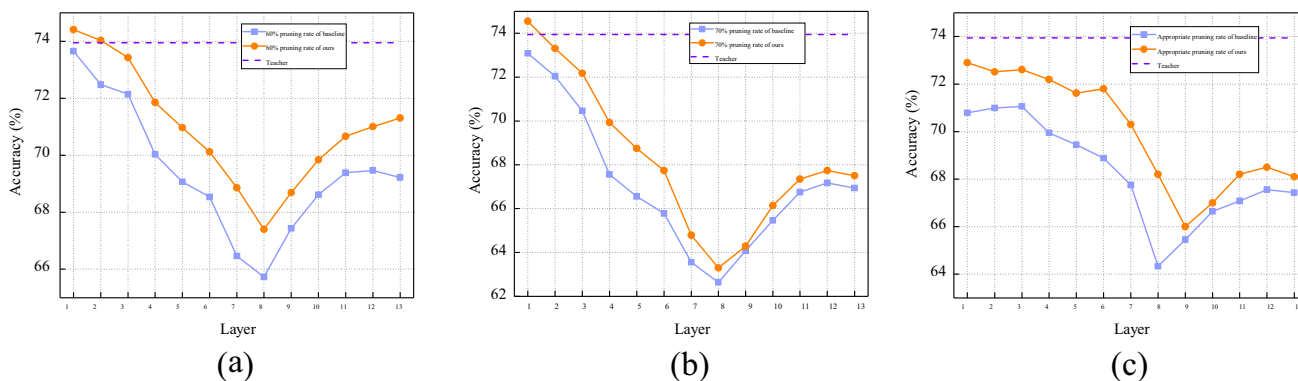 74
72
70
68
66
Accuracy (%)
60% pruning rate of baseline
60% pruning rate of ours
Teacher
1 2 3 4 5 6 7 8 9 10 11 12 13
Layer
(a)
74
72
70
68
66
64
62
Accuracy (%)
70% pruning rate of baseline
70% pruning rate of ours
Teacher
1 2 3 4 5 6 7 8 9 10 11 12 13
Layer
(b)
74
72
70
68
66
64
Accuracy (%)
Appropriate pruning rate of baseline
Appropriate pruning rate of ours
Teacher
1 2 3 4 5 6 7 8 9 10 11 12 1
Layer
(c)